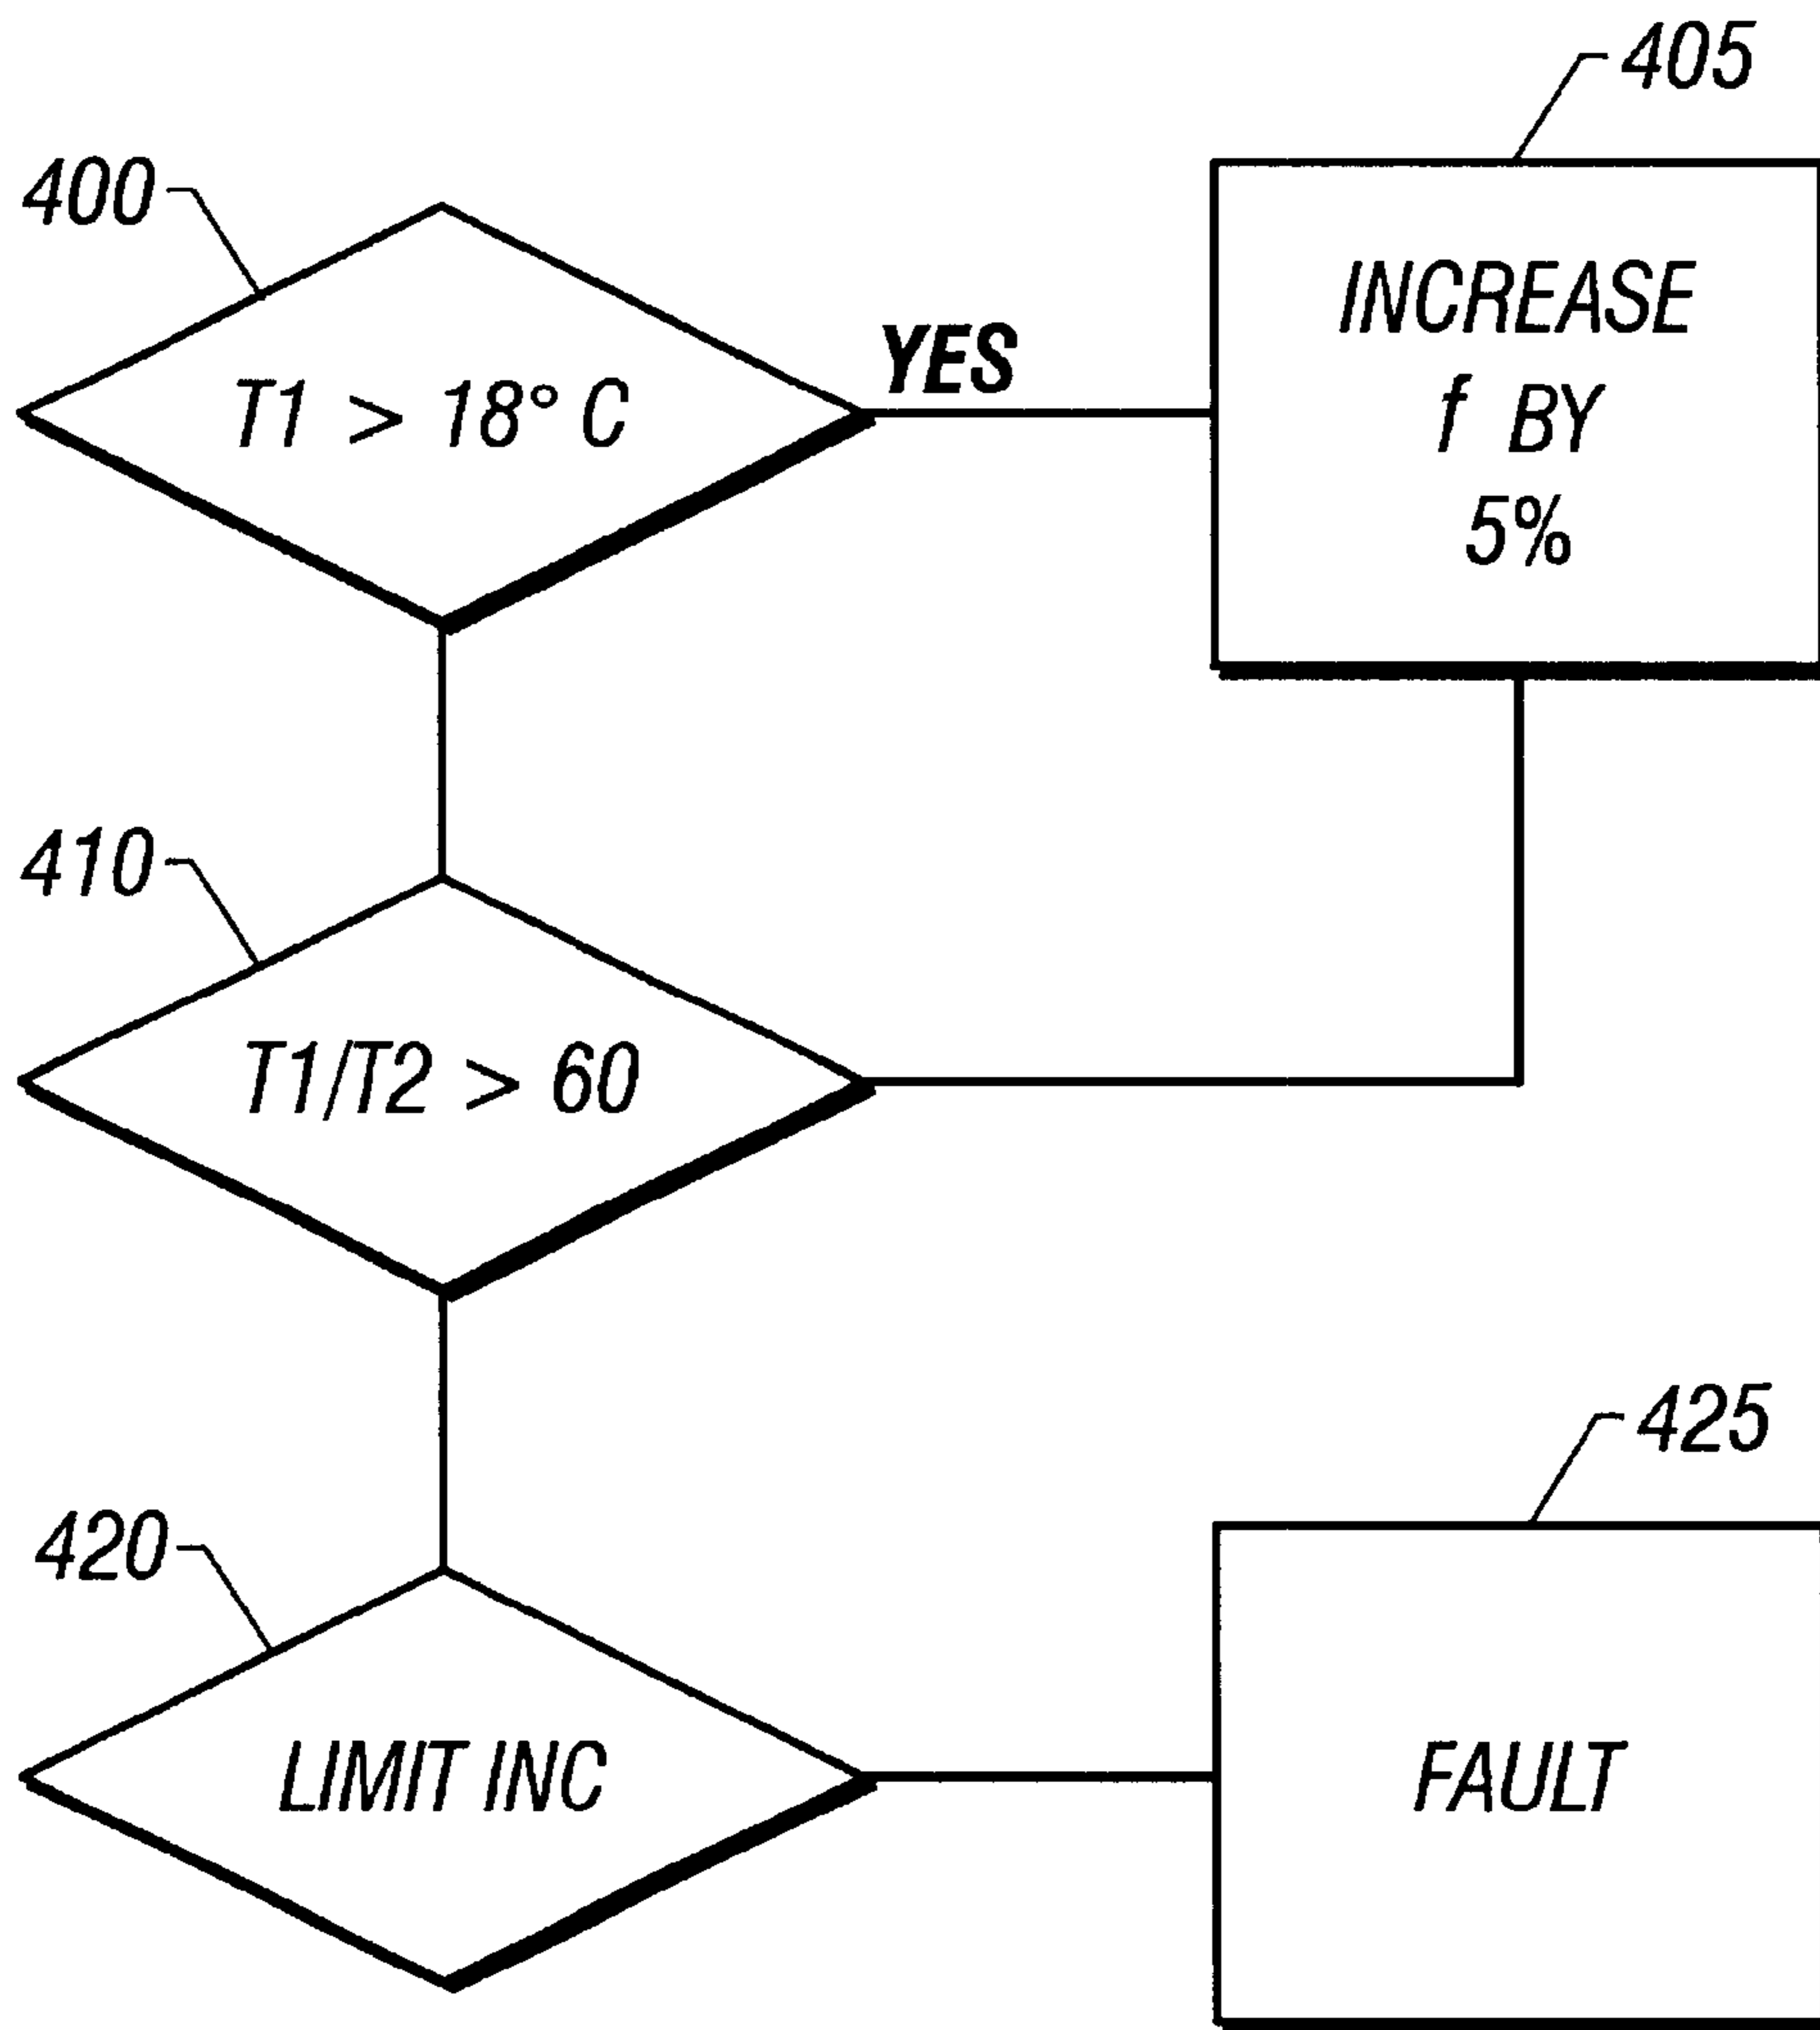 405
400
INCREASE
f BY
5%
YES
T1 > 18° C
410
T1/T2 > 60
425
420
LIMIT INC
FAULT